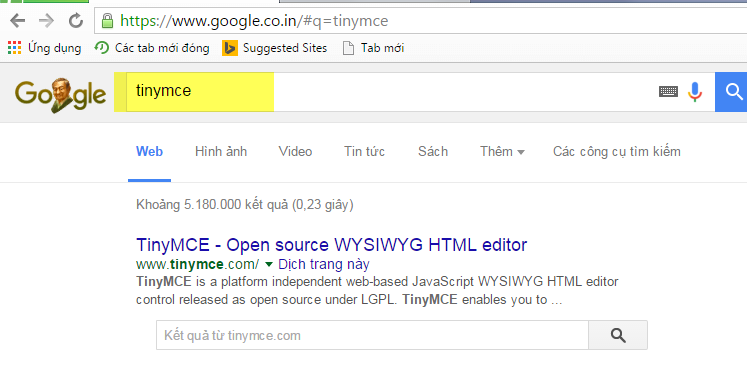 https://www.google.co.in/#q=tinymce
Ứng dụng Các tab mới đóng Suggested Sites Tab mới
Google tinymce
Web Hình ảnh Video Tin tức Sách Thêm Các công cụ tìm kiếm
Khoảng 5.180.000 kết quả (0,23 giây)
TinyMCE - Open source WYSIWYG HTML editor
www.tinymce.com/ Dịch trang này
TinyMCE is a platform independent web-based JavaScript WYSIWYG HTML editor
control released as open source under LGPL. TinyMCE enables you to ...
Kết quả từ tinymce.com